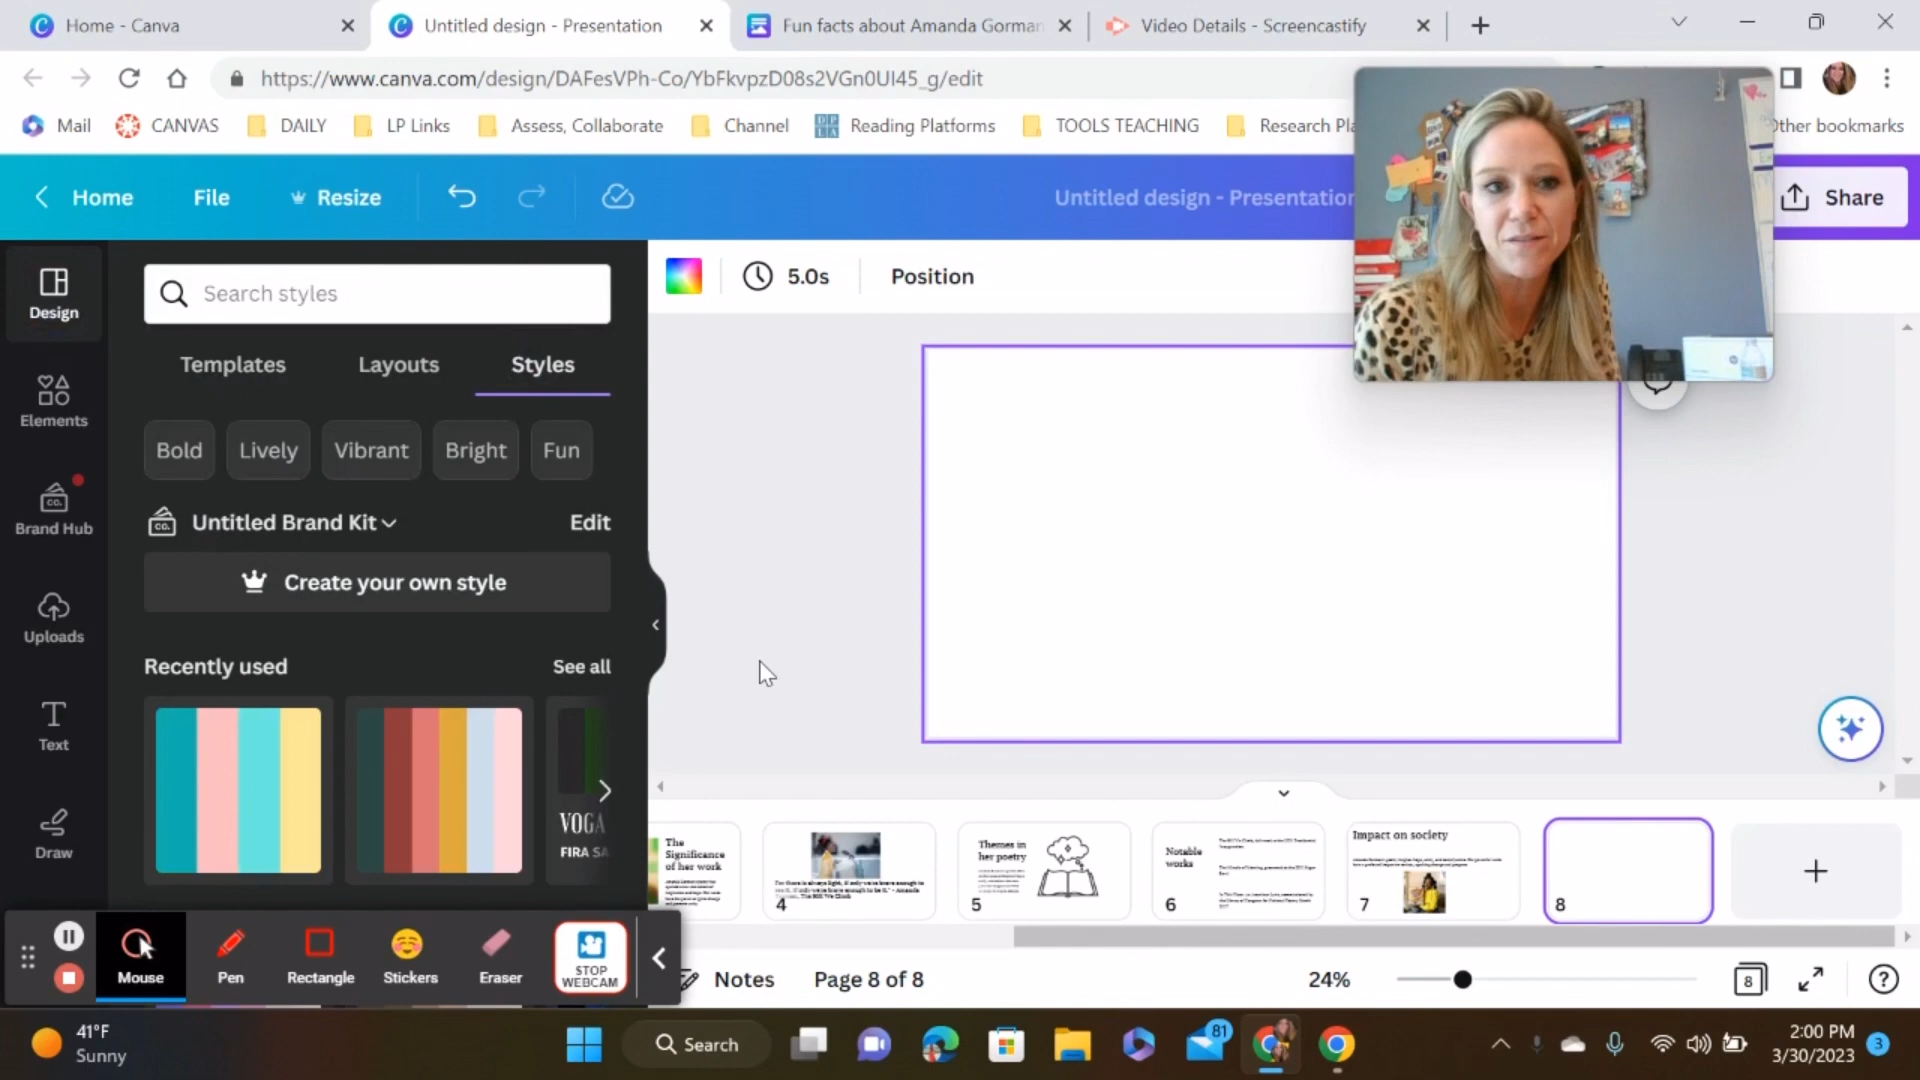 Home - Canva
Untitled design - Presentation
Fun facts about Amanda Gorman
Video Details - Screencastify
https://www.canva.com/design/DAFesVPh-Co/YbFkvpzD08s2VGn0UI45_g/edit
Mail
CANVAS
DAILY
LP Links
Assess, Collaborate
Channel
Reading Platforms
TOOLS TEACHING
Research Pla
Other bookmarks
Home
File
Resize
Untitled design - Presentation
Share
Design
Search styles
5.0s
Position
Templates
Layouts
Styles
Elements
Bold
Lively
Vibrant
Bright
Fun
Brand Hub
CO.
Untitled Brand Kit
Edit
Create your own style
Uploads
Recently used
See all
Text
VOGA
FIRA SA
Draw
The
Significance
of her work
4
Themes in
her poetry
5
Notable
works
6
Impact on society
7
8
Mouse
Pen
Rectangle
Stickers
Eraser
STOP
WEBCAM
Notes
Page 8 of 8
24%
8
41°F
Sunny
Search
81
2:00 PM
3/30/2023
3